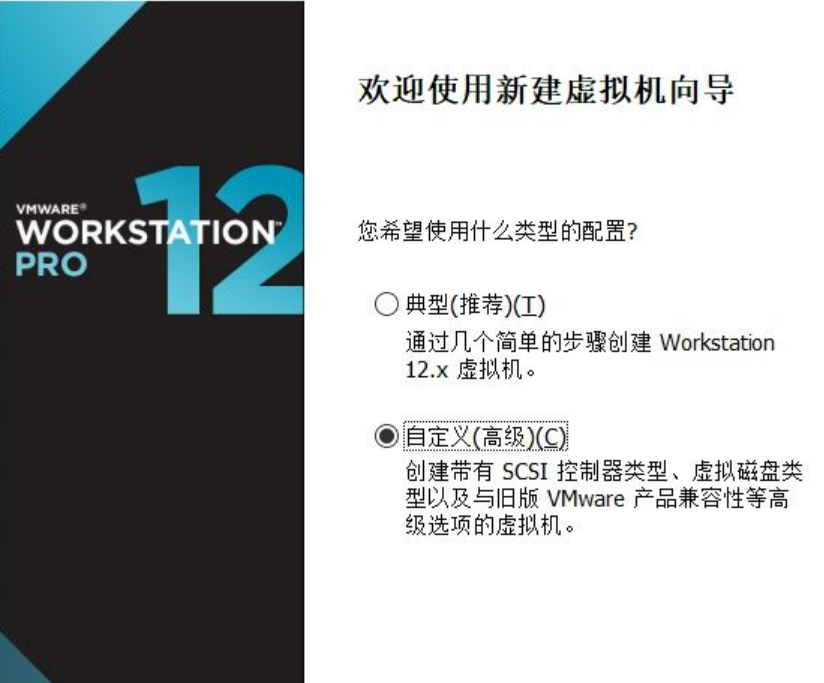 VMWARE®
WORKSTATION™
PRO
12
欢迎使用新建虚拟机向导
您希望使用什么类型的配置?
典型(推荐)(T)
通过几个简单的步骤创建 Workstation
12.x 虚拟机。
自定义(高级)(C)
创建带有 SCSI 控制器类型、虚拟磁盘类
型以及与旧版 VMware 产品兼容性等高
级选项的虚拟机。